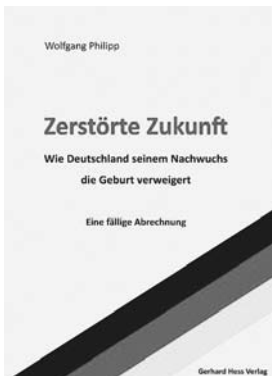 Wolfgang Philipp
Zerstörte Zukunft
Wie Deutschland seinem Nachwuchs
die Geburt verweigert
Eine fällige Abrechnung
Gerhard Hess Verlag